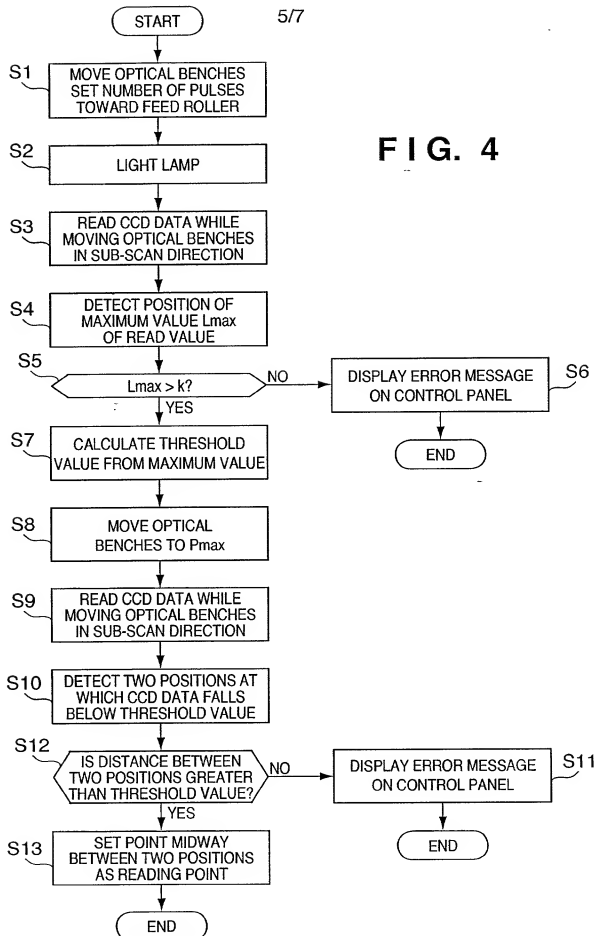 START
5/7
S1
MOVE OPTICAL BENCHES
SET NUMBER OF PULSES
TOWARD FEED ROLLER
FIG. 4
S2
LIGHT LAMP
S3
READ CCD DATA WHILE
MOVING OPTICAL BENCHES
IN SUB-SCAN DIRECTION
S4
DETECT POSITION OF
MAXIMUM VALUE Lmax
OF READ VALUE
S5
Lmax > k?
NO
YES
S6
DISPLAY ERROR MESSAGE
ON CONTROL PANEL
END
S7
CALCULATE THRESHOLD
VALUE FROM MAXIMUM VALUE
S8
MOVE OPTICAL
BENCHES TO Pmax
S9
READ CCD DATA WHILE
MOVING OPTICAL BENCHES
IN SUB-SCAN DIRECTION
S10
DETECT TWO POSITIONS AT
WHICH CCD DATA FALLS
BELOW THRESHOLD VALUE
S12
IS DISTANCE BETWEEN
TWO POSITIONS GREATER
THAN THRESHOLD VALUE?
NO
YES
S11
DISPLAY ERROR MESSAGE
ON CONTROL PANEL
END
S13
SET POINT MIDWAY
BETWEEN TWO POSITIONS
AS READING POINT
END